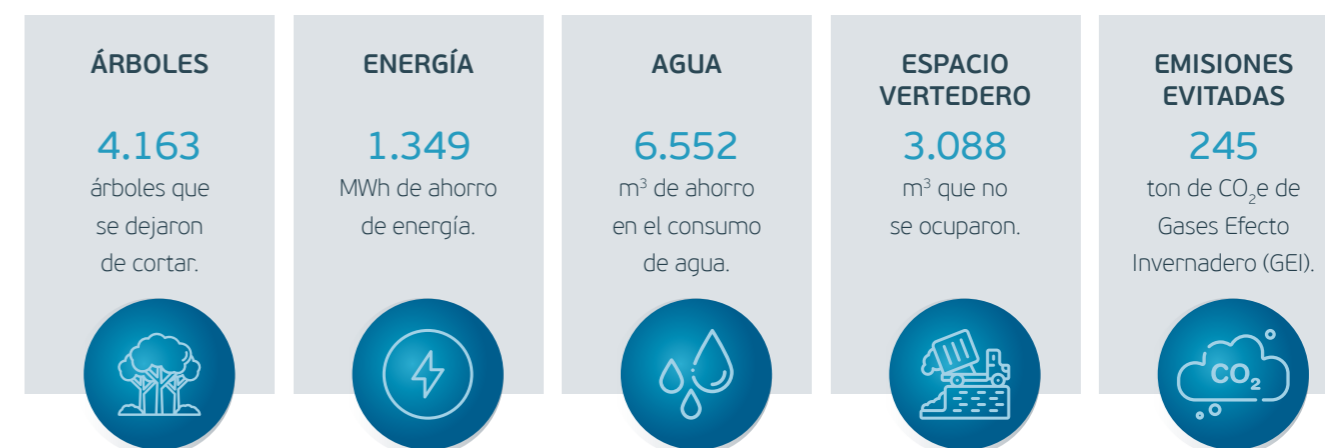 ÁRBOLES
4.163
árboles que
se dejaron
de cortar.
ENERGÍA
1.349
MWh de ahorro
de energía.
AGUA
6.552
m³ de ahorro
en el consumo
de agua.
ESPACIO
VERTEDERO
3.088
m³ que no
se ocuparon.
EMISIONES
EVITADAS
245
ton de CO₂e de
Gases Efecto
Invernadero (GEI).
CO₂